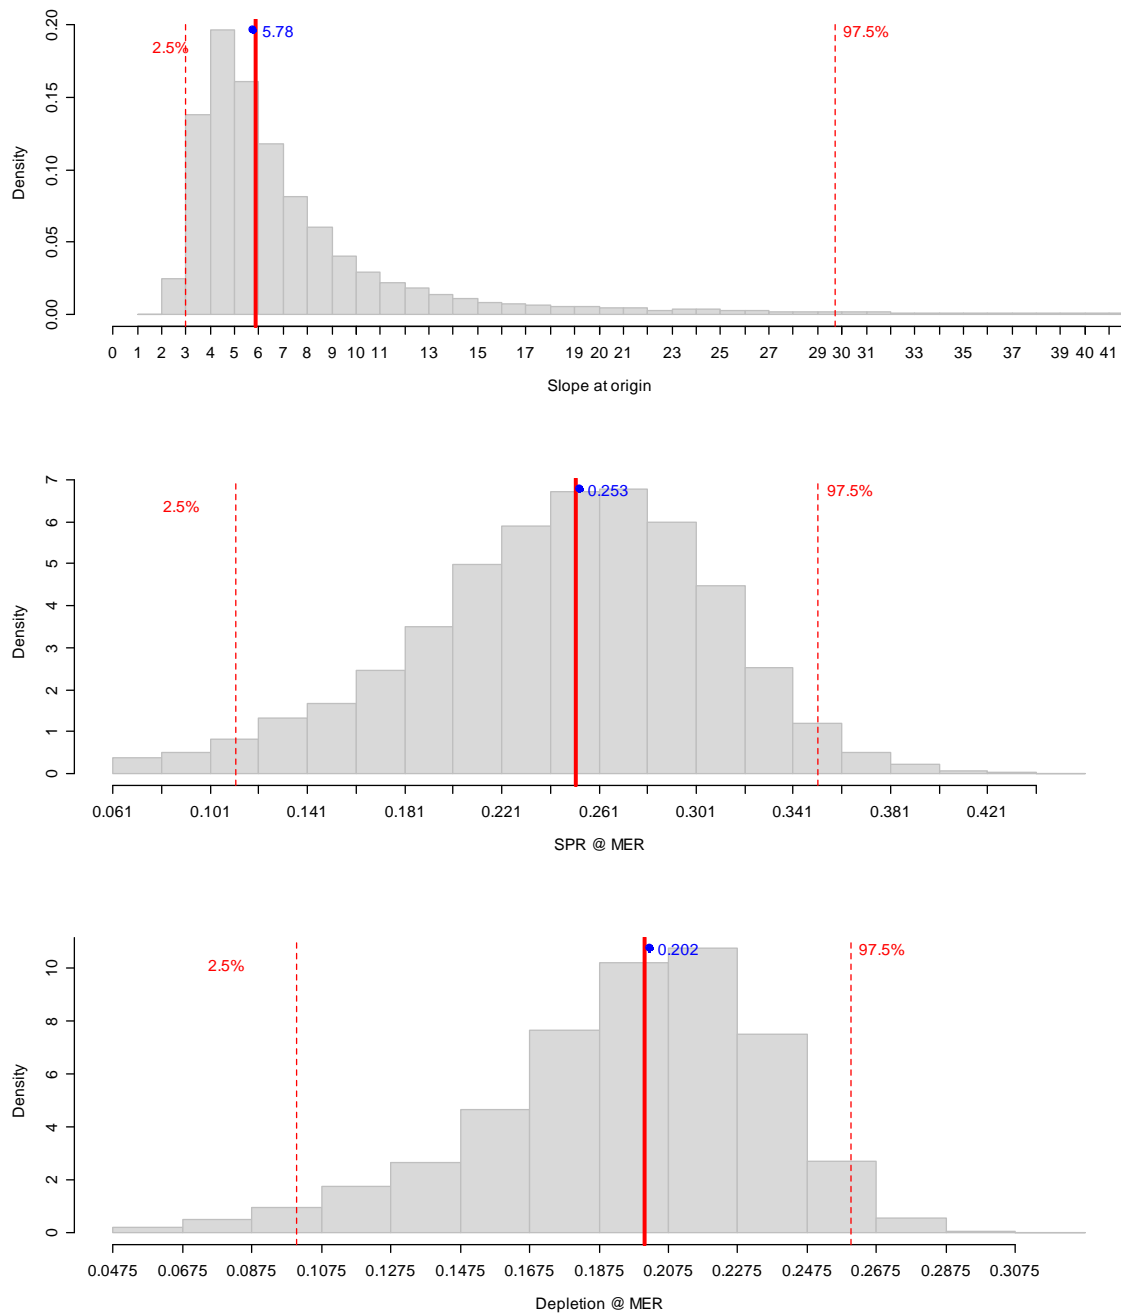 2.5%
5.78
97.5%
0.00 0.05 0.10 0.15 0.20
Density
0 1 2 3 4 5 6 7 8 9 10 11 13 15 17 19 20 21 23 25 27 29 30 31 33 35 37 39 40 41
Slope at origin
2.5%
0.253
97.5%
0 1 2 3 4 5 6 7
Density
0.061 0.101 0.141 0.181 0.221 0.261 0.301 0.341 0.381 0.421
SPR @ MER
2.5%
0.202
97.5%
0 2 4 6 8 10
Density
0.0475 0.0675 0.0875 0.1075 0.1275 0.1475 0.1675 0.1875 0.2075 0.2275 0.2475 0.2675 0.2875 0.3075
Depletion @ MER